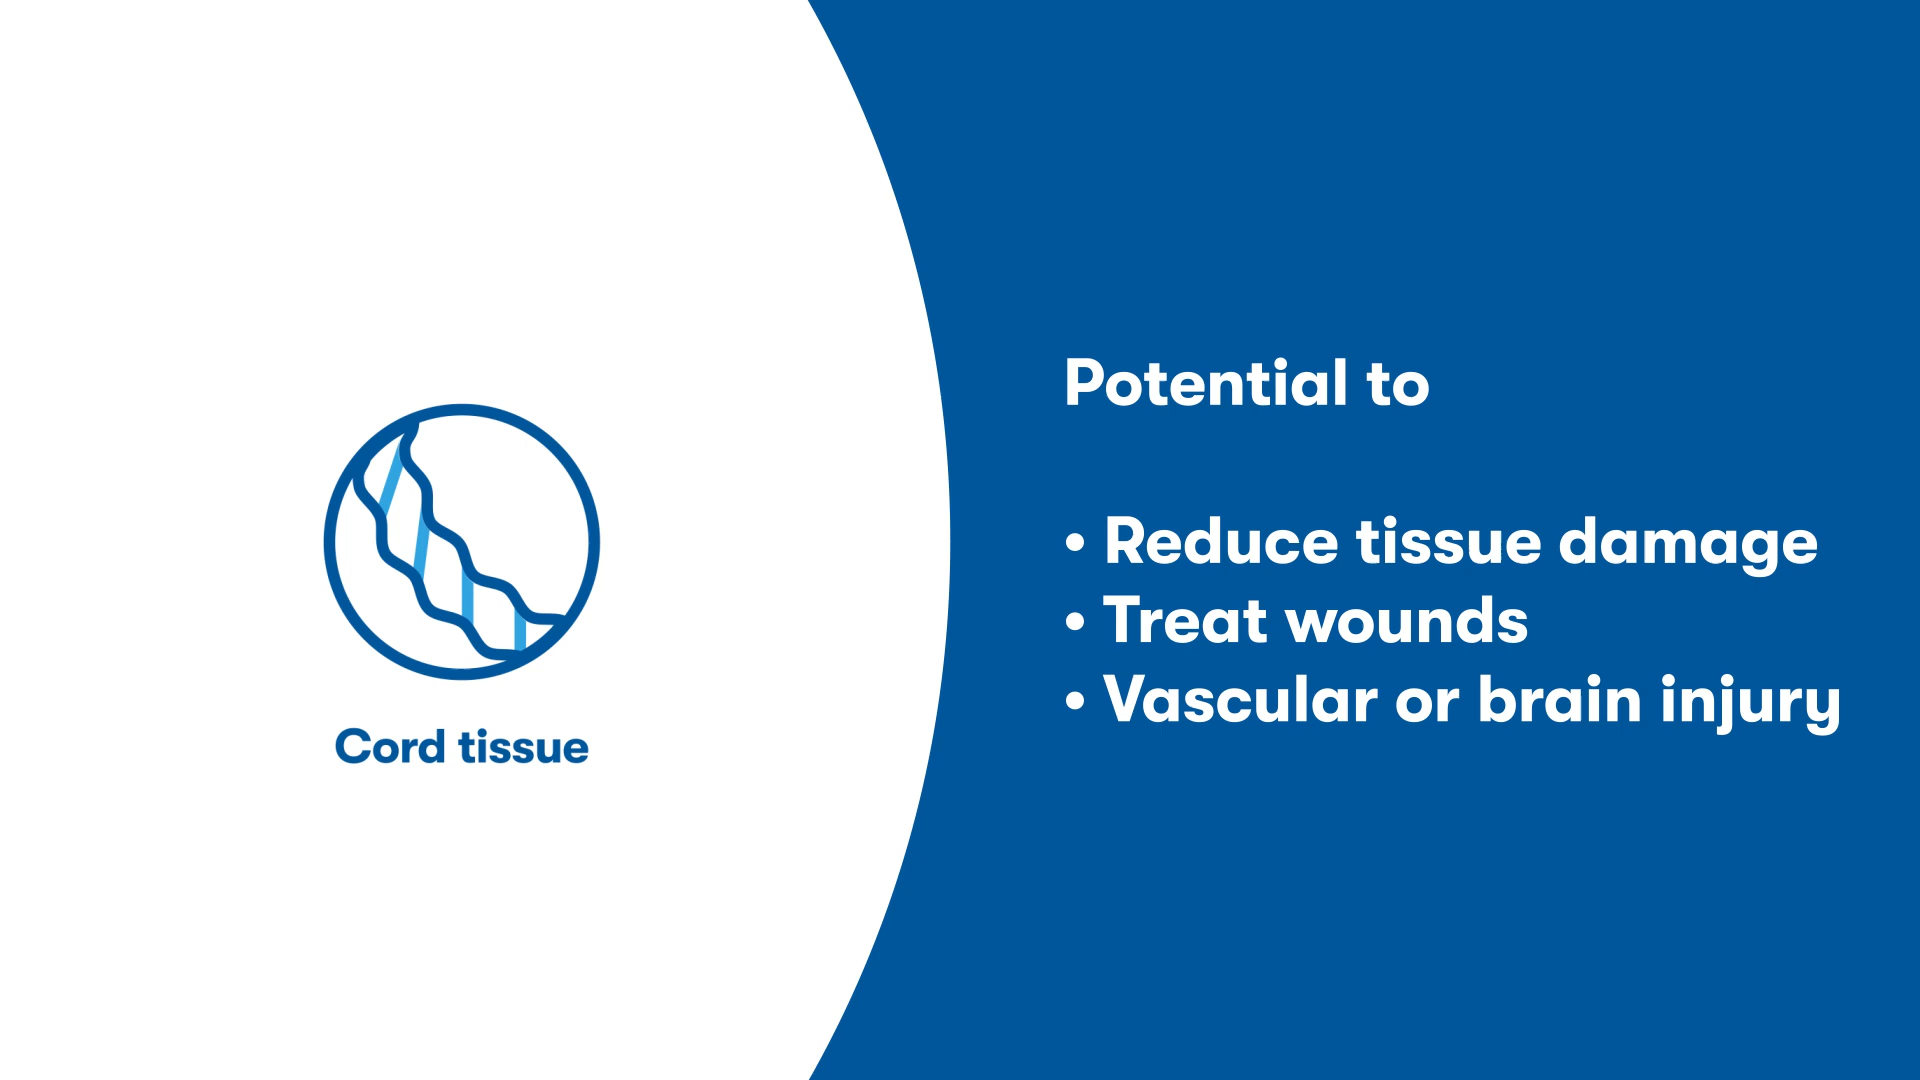 Cord tissue
Potential to
• Reduce tissue damage
• Treat wounds
• Vascular or brain injury